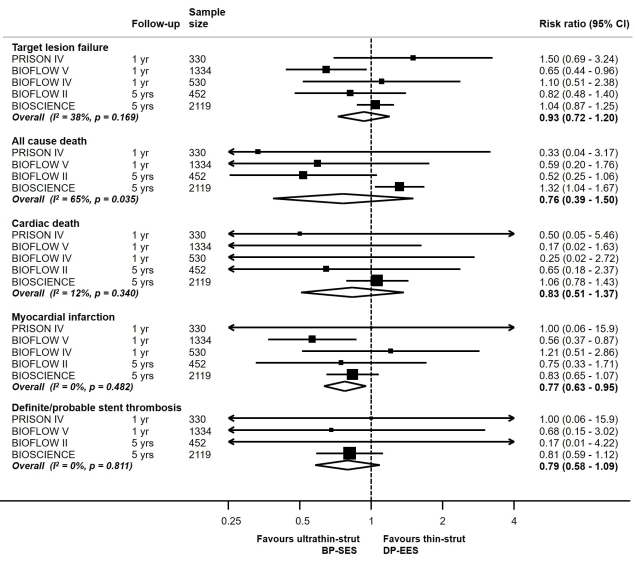 Follow-up Sample size Risk ratio (95% CI)
Target lesion failure
PRISON IV 1 yr 330 1.50 (0.69 - 3.24)
BIOFLOW V 1 yr 1334 0.65 (0.44 - 0.96)
BIOFLOW IV 1 yr 530 1.10 (0.51 - 2.38)
BIOFLOW II 5 yrs 452 0.82 (0.48 - 1.40)
BIOSCIENCE 5 yrs 2119 1.04 (0.87 - 1.25)
Overall (I² = 38%, p = 0.169) 0.93 (0.72 - 1.20)
All cause death
PRISON IV 1 yr 330 0.33 (0.04 - 3.17)
BIOFLOW V 1 yr 1334 0.59 (0.20 - 1.76)
BIOFLOW II 5 yrs 452 0.52 (0.25 - 1.06)
BIOSCIENCE 5 yrs 2119 1.32 (1.04 - 1.67)
Overall (I² = 65%, p = 0.035) 0.76 (0.39 - 1.50)
Cardiac death
PRISON IV 1 yr 330 0.50 (0.05 - 5.46)
BIOFLOW V 1 yr 1334 0.17 (0.02 - 1.63)
BIOFLOW IV 1 yr 530 0.25 (0.02 - 2.72)
BIOFLOW II 5 yrs 452 0.65 (0.18 - 2.37)
BIOSCIENCE 5 yrs 2119 1.06 (0.78 - 1.43)
Overall (I² = 12%, p = 0.340) 0.83 (0.51 - 1.37)
Myocardial infarction
PRISON IV 1 yr 330 1.00 (0.06 - 15.9)
BIOFLOW V 1 yr 1334 0.56 (0.37 - 0.87)
BIOFLOW IV 1 yr 530 1.21 (0.51 - 2.86)
BIOFLOW II 5 yrs 452 0.75 (0.33 - 1.71)
BIOSCIENCE 5 yrs 2119 0.83 (0.65 - 1.07)
Overall (I² = 0%, p = 0.482) 0.77 (0.63 - 0.95)
Definite/probable stent thrombosis
PRISON IV 1 yr 330 1.00 (0.06 - 15.9)
BIOFLOW V 1 yr 1334 0.68 (0.15 - 3.02)
BIOFLOW II 5 yrs 452 0.17 (0.01 - 4.22)
BIOSCIENCE 5 yrs 2119 0.81 (0.59 - 1.12)
Overall (I² = 0%, p = 0.811) 0.79 (0.58 - 1.09)
0.25 0.5 1 2 4
Favours ultrathin-strut Favours thin-strut
BP-SES DP-EES